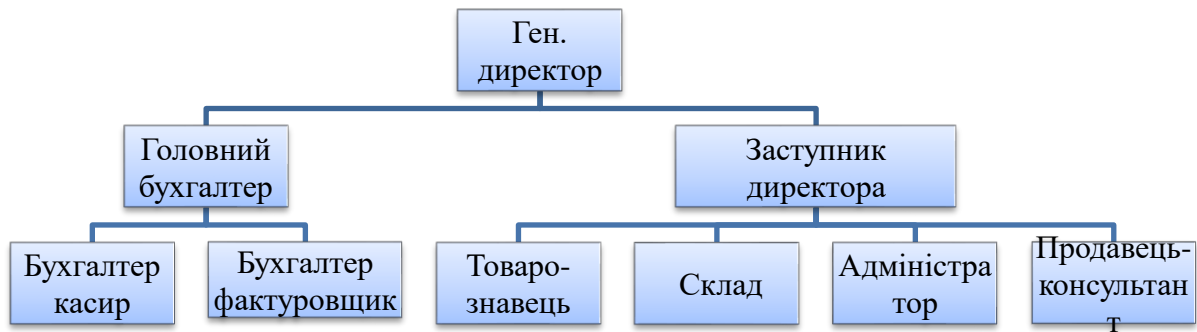 Ген.
директор
Головний
бухгалтер
Заступник
директора
Бухгалтер
касир
Бухгалтер
фактуровщик
Товаро-
знавець
Склад
Адміністра
тор
Продавець-
консультан
т